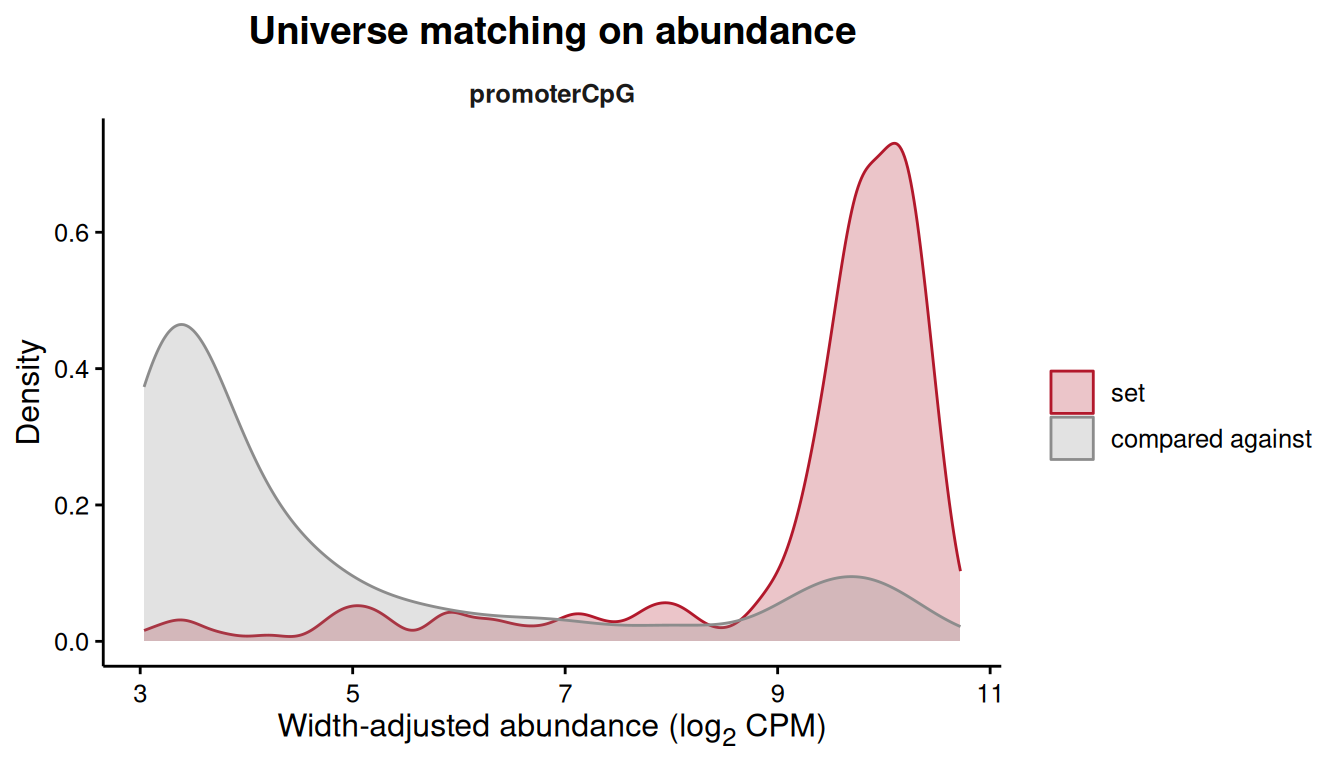 Universe matching on abundance
promoterCpG
Density
0.6
0.4
0.2
0.0
3 5 7 9 11
Width-adjusted abundance (log₂ CPM)
set
compared against